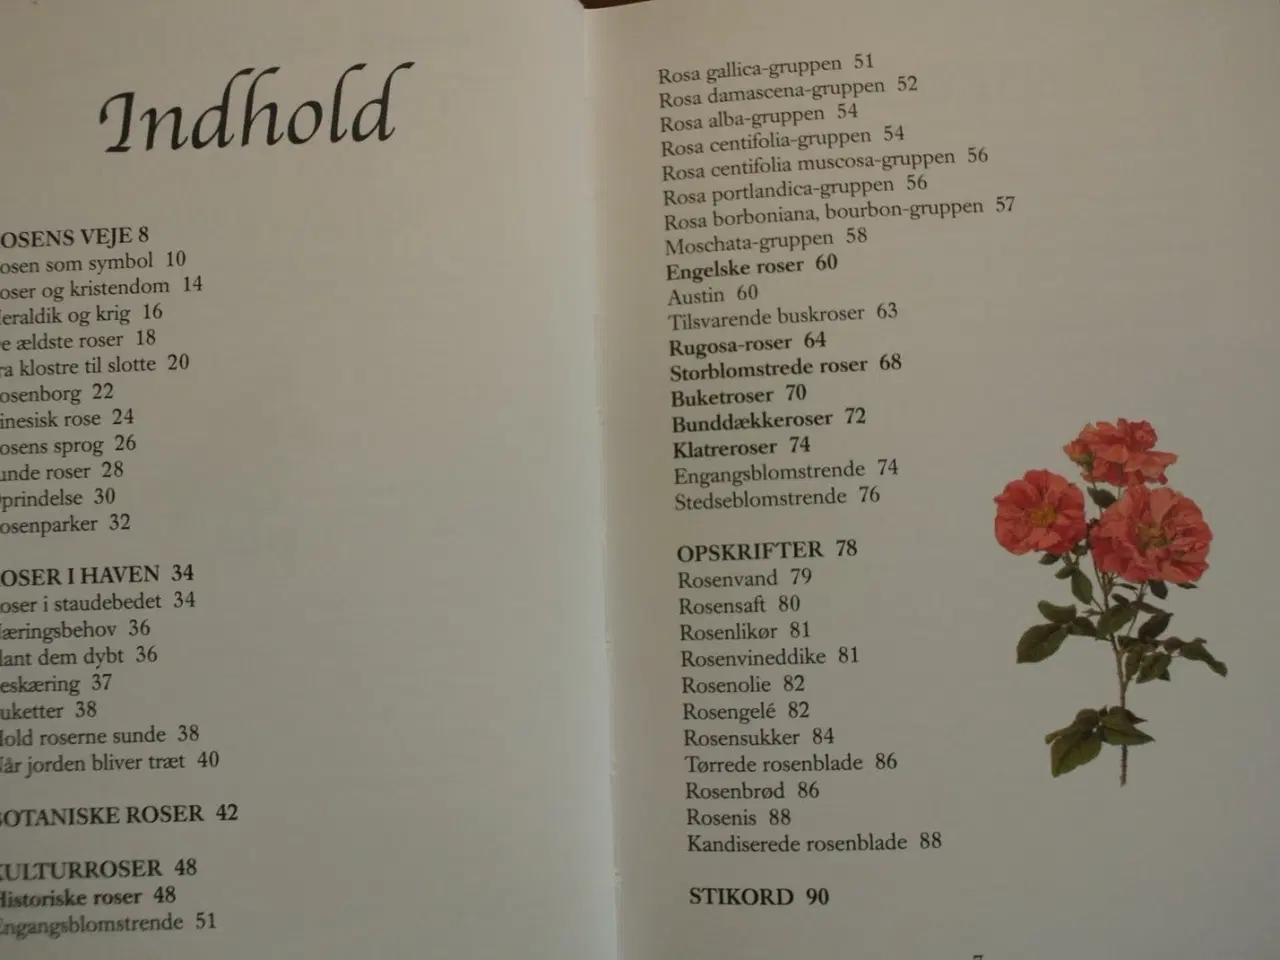 Indhold
OSENS VEJE 8
osen som symbol 10
oser og kristendom 14
eraldik og krig 16
e ældste roser 18
ra klostre til slotte 20
osenborg 22
inesisk rose 24
osens sprog 26
unde roser 28
prindelse 30
osenparker 32
OSER I HAVEN 34
oser i staudebedet 34
æringsbehov 36
lant dem dybt 36
eskæring 37
uketter 38
old roserne sunde 38
år jorden bliver træt 40
OTANISKE ROSER 42
KULTURROSER 48
Historiske roser 48
Engangsblomstrende 51
Rosa gallica-gruppen 51
Rosa damascena-gruppen 52
Rosa alba-gruppen 54
Rosa centifolia-gruppen 54
Rosa centifolia muscosa-gruppen 56
Rosa portlandica-gruppen 56
Rosa borboniana, bourbon-gruppen 57
Moschata-gruppen 58
Engelske roser 60
Austin 60
Tilsvarende buskroser 63
Rugosa-roser 64
Storblomstrede roser 68
Buketroser 70
Bunddækkeroser 72
Klatreroser 74
Engangsblomstrende 74
Stedseblomstrende 76
OPSKRIFTER 78
Rosenvand 79
Rosensaft 80
Rosenlikør 81
Rosenvineddike 81
Rosenolie 82
Rosengelé 82
Rosensukker 84
Tørrede rosenblade 86
Rosenbrød 86
Rosenis 88
Kandiserede rosenblade 88
STIKORD 90